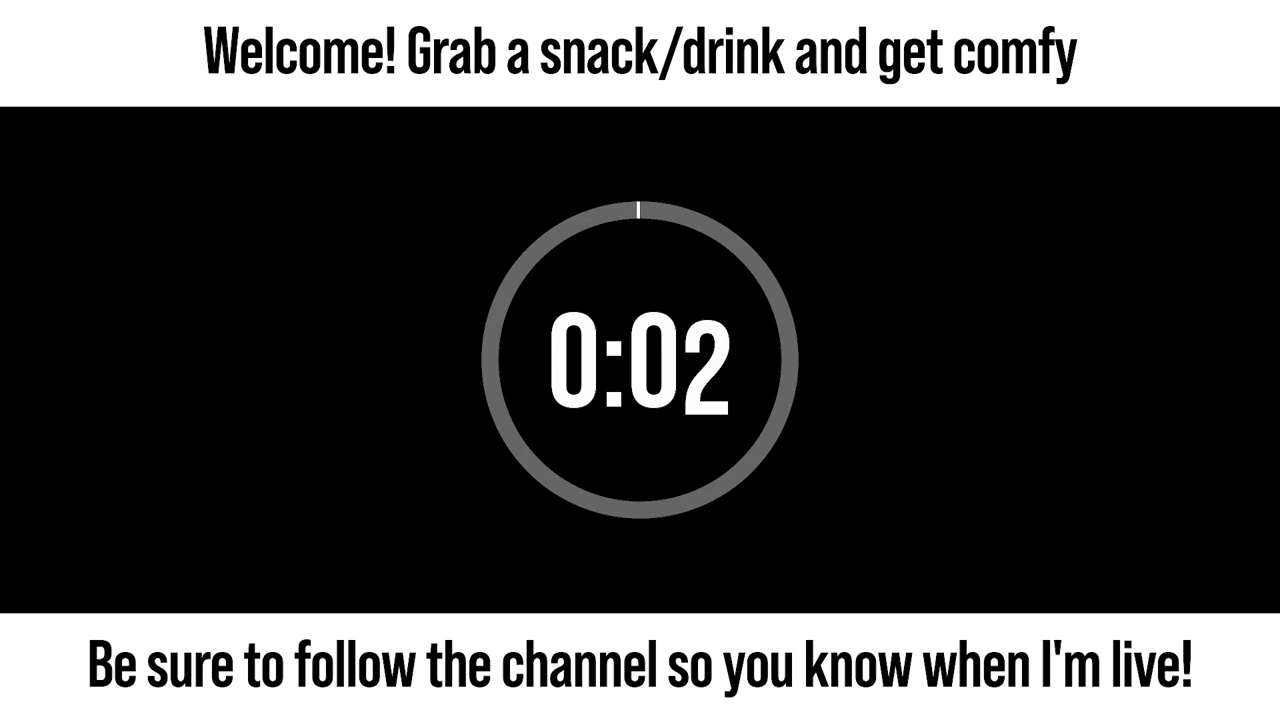 Welcome! Grab a snack/drink and get comfy
0:02
Be sure to follow the channel so you know when I'm live!